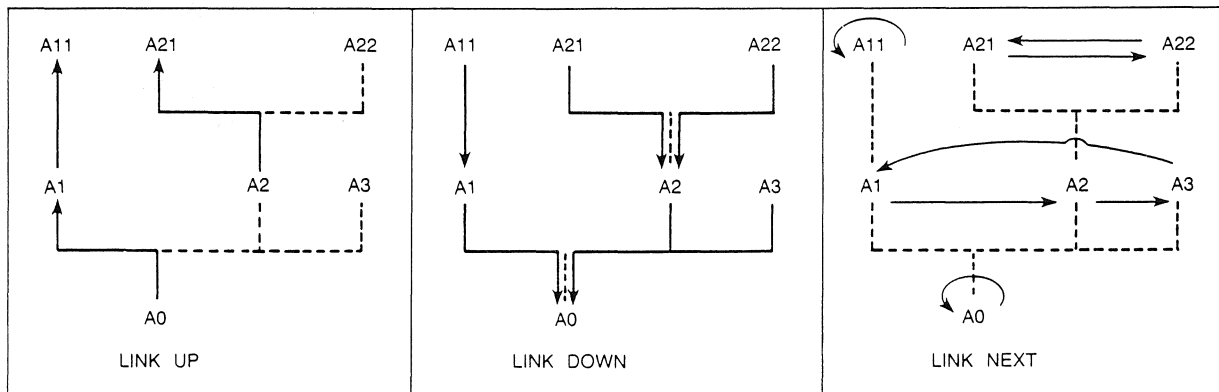 A11 A21 A22
A1 A2 A3
A0
LINK UP
A11 A21 A22
A1 A2 A3
A0
LINK DOWN
A11 A21 A22
A1 A2 A3
A0
LINK NEXT